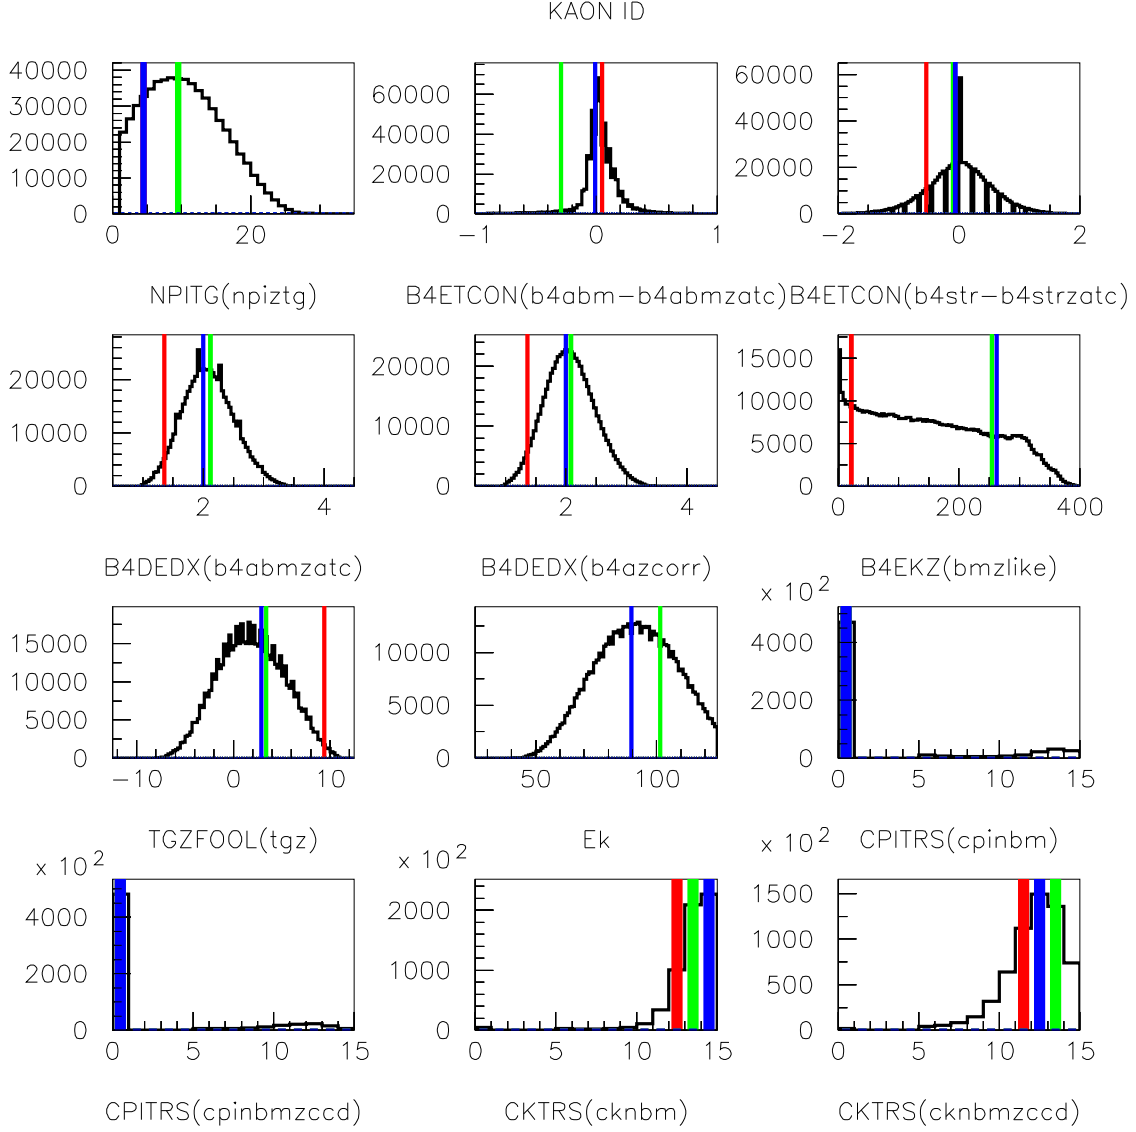 KAON ID
40000
30000
20000
10000
0
0 20
NPITG(npiztg)
60000
40000
20000
0
−1 0 1
B4ETCON(b4abm−b4abmzatc)
60000
40000
20000
0
−2 0 2
B4ETCON(b4str−b4strzatc)
20000
10000
0
2 4
B4DEDX(b4abmzatc)
20000
10000
0
2 4
B4DEDX(b4azcorr)
15000
10000
5000
0
0 200 400
B4EKZ(bmzlike)
15000
10000
5000
0
−10 0 10
TGZFOOL(tgz)
10000
5000
0
50 100
Ek
x 10²
4000
2000
0
0 5 10 15
CPITRS(cpinbm)
x 10²
4000
2000
0
0 5 10 15
CPITRS(cpinbmzccd)
x 10²
2000
1000
0
0 5 10 15
CKTRS(cknbm)
x 10²
1500
1000
500
0
0 5 10 15
CKTRS(cknbmzccd)